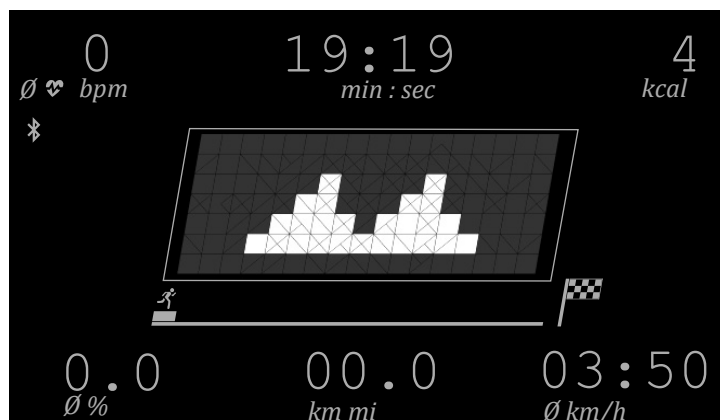 0 19:19 4
Ø bpm min : sec kcal
0.0 00.0 03:50
Ø % km mi Ø km/h